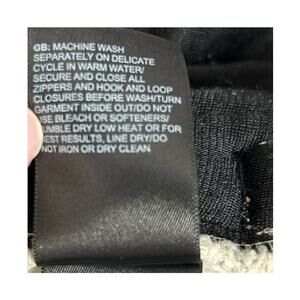 GB: MACHINE WASH
SEPARATELY ON DELICATE
CYCLE IN WARM WATER/
SECURE AND CLOSE ALL
ZIPPERS AND HOOK AND LOOP
CLOSURES BEFORE WASH/TURN
GARMENT INSIDE OUT/DO NOT
USE BLEACH OR SOFTENERS/
TUMBLE DRY LOW HEAT OR FOR
BEST RESULTS, LINE DRY/DO
NOT IRON OR DRY CLEAN